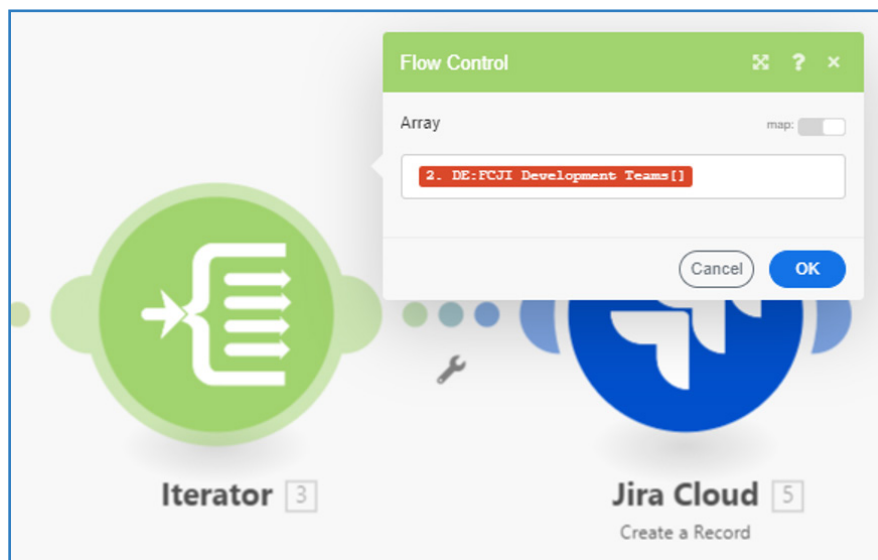 Flow Control
?
×
Array
map:
2. DE:FCJI Development Teams[]
Cancel
OK
Iterator 3
Jira Cloud 5
Create a Record